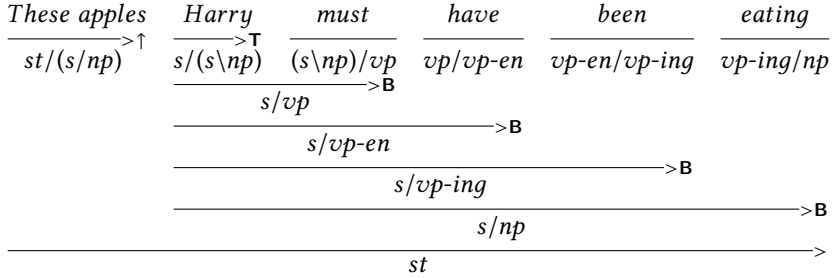 These apples Harry must have been eating
>↑ >T
st/(s/np) s/(s\np) (s\np)/vp vp/vp-en vp-en/vp-ing vp-ing/np
>B
s/vp
>B
s/vp-en
>B
s/vp-ing
>B
s/np
>
st